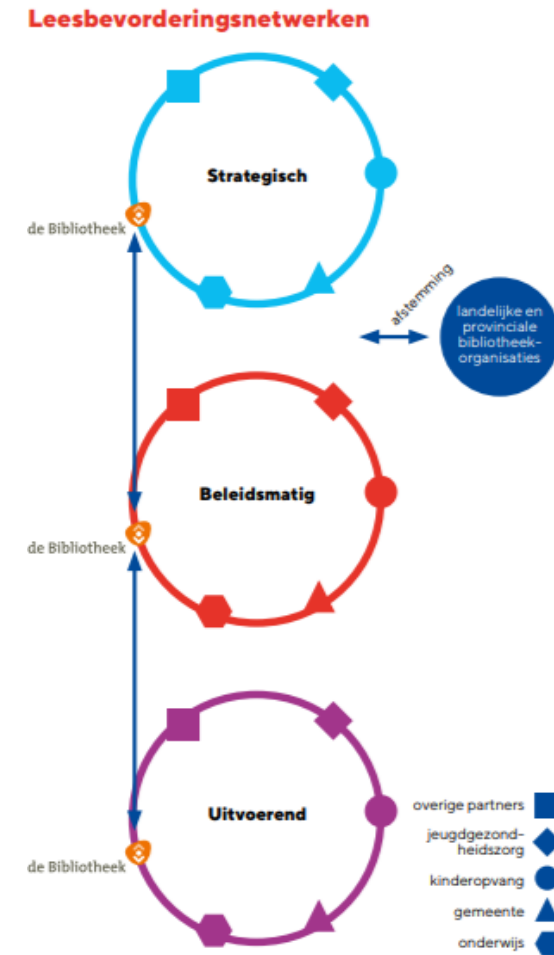 Leesbevorderingsnetwerken
Strategisch
de Bibliotheek
afstemming
landelijke en
provinciale
bibliotheek-
organisaties
Beleidsmatig
de Bibliotheek
Uitvoerend
de Bibliotheek
overige partners
jeugdgezond-
heidszorg
kinderopvang
gemeente
onderwijs